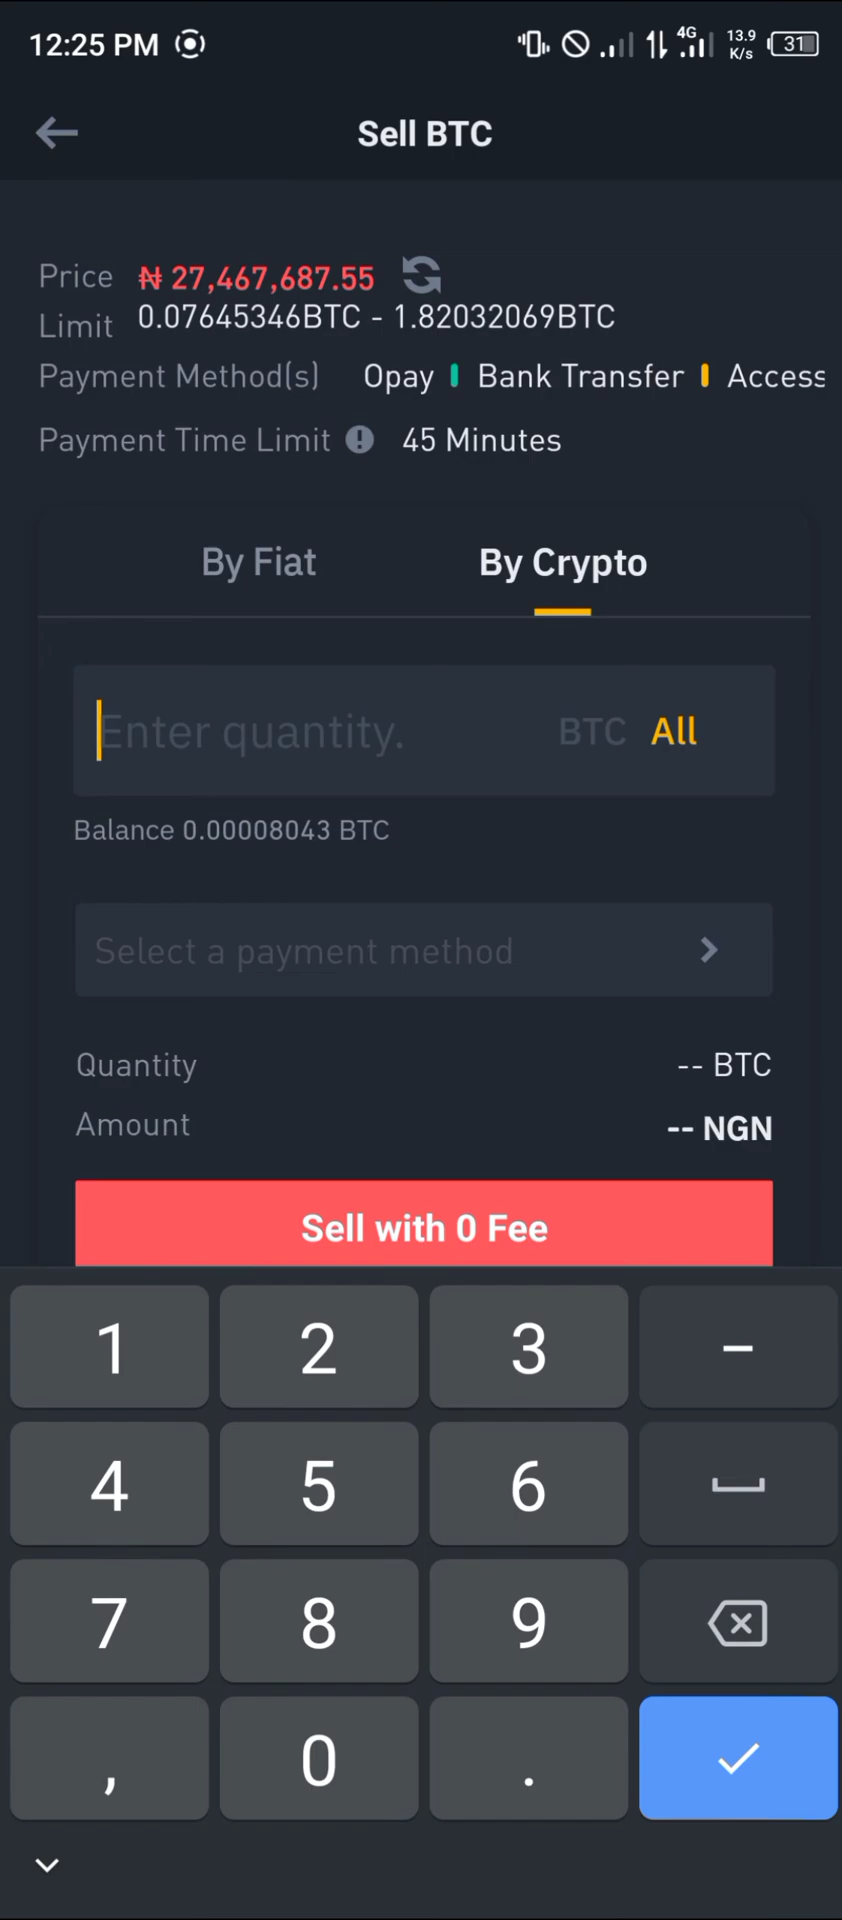 12:25 PM 4G 13.9 K/s 31
Sell BTC
Price ₦ 27,467,687.55
Limit 0.07645346BTC - 1.82032069BTC
Payment Method(s) Opay Bank Transfer Access
Payment Time Limit 45 Minutes
By Fiat By Crypto
Enter quantity. BTC All
Balance 0.00008043 BTC
Select a payment method
Quantity -- BTC
Amount -- NGN
Sell with 0 Fee
1 2 3 –
4 5 6
7 8 9
, 0 .